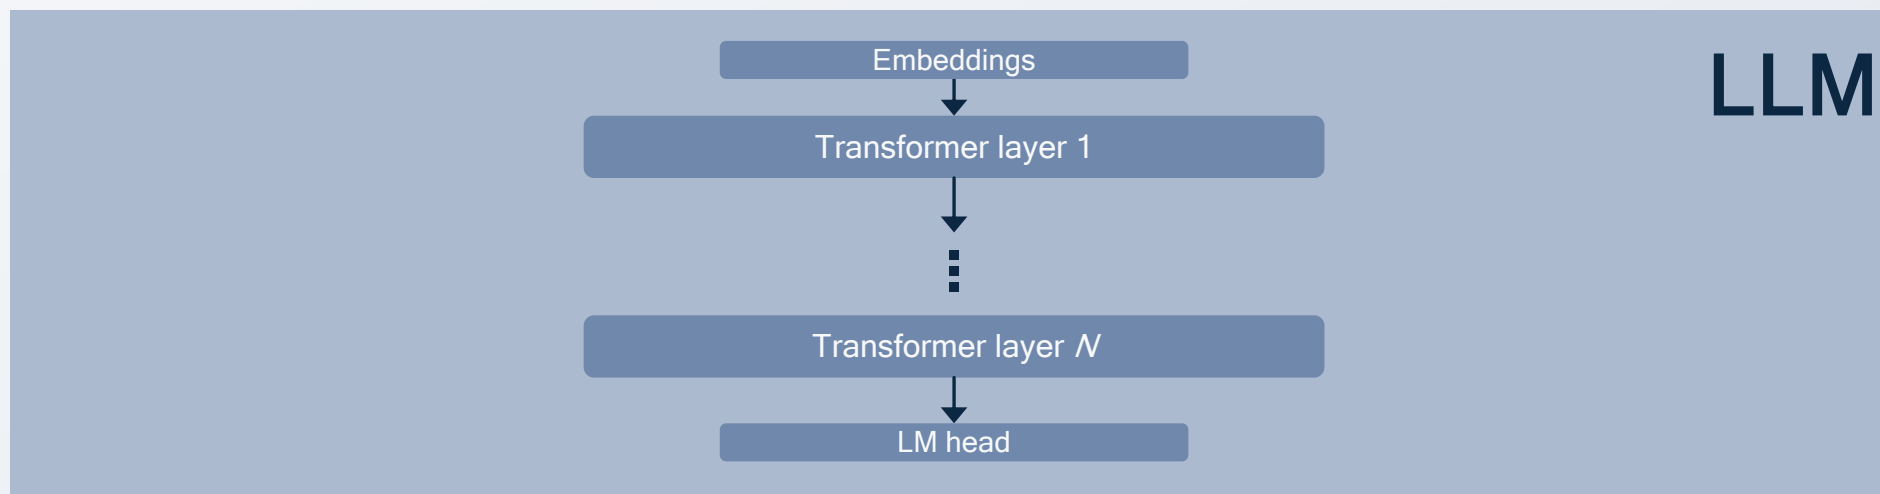 Embeddings
LLM
Transformer layer 1
Transformer layer N
LM head